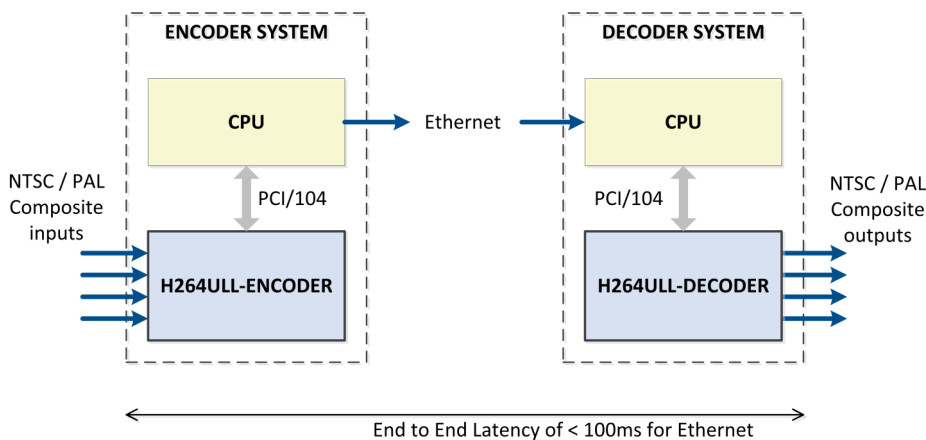 ENCODER SYSTEM
DECODER SYSTEM
CPU
Ethernet
CPU
NTSC / PAL
Composite
inputs
PCI/104
PCI/104
NTSC / PAL
Composite
outputs
H264ULL-ENCODER
H264ULL-DECODER
End to End Latency of < 100ms for Ethernet